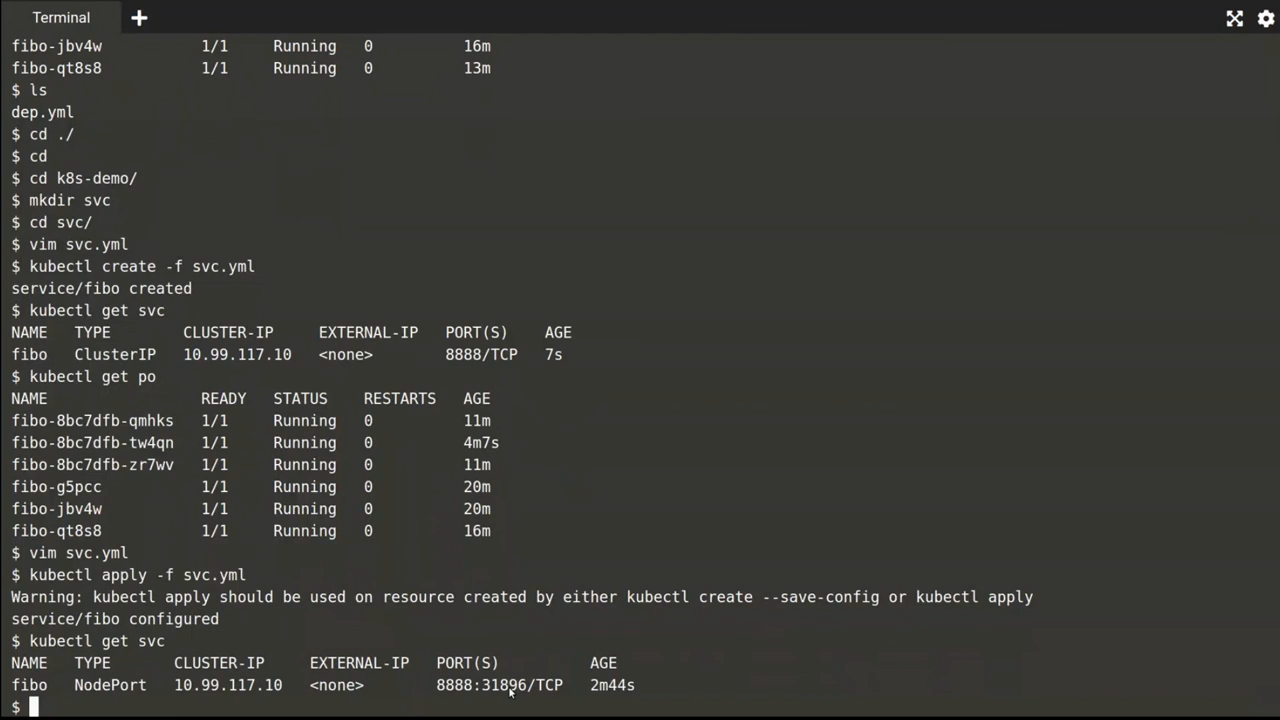 Terminal
fibo-jbv4w 1/1 Running 0 16m
fibo-qt8s8 1/1 Running 0 13m
$ ls
dep.yml
$ cd ./
$ cd
$ cd k8s-demo/
$ mkdir svc
$ cd svc/
$ vim svc.yml
$ kubectl create -f svc.yml
service/fibo created
$ kubectl get svc
NAME TYPE CLUSTER-IP EXTERNAL-IP PORT(S) AGE
fibo ClusterIP 10.99.117.10 <none> 8888/TCP 7s
$ kubectl get po
NAME READY STATUS RESTARTS AGE
fibo-8bc7dfb-qmhks 1/1 Running 0 11m
fibo-8bc7dfb-tw4qn 1/1 Running 0 4m7s
fibo-8bc7dfb-zr7wv 1/1 Running 0 11m
fibo-g5pcc 1/1 Running 0 20m
fibo-jbv4w 1/1 Running 0 20m
fibo-qt8s8 1/1 Running 0 16m
$ vim svc.yml
$ kubectl apply -f svc.yml
Warning: kubectl apply should be used on resource created by either kubectl create --save-config or kubectl apply
service/fibo configured
$ kubectl get svc
NAME TYPE CLUSTER-IP EXTERNAL-IP PORT(S) AGE
fibo NodePort 10.99.117.10 <none> 8888:31896/TCP 2m44s
$